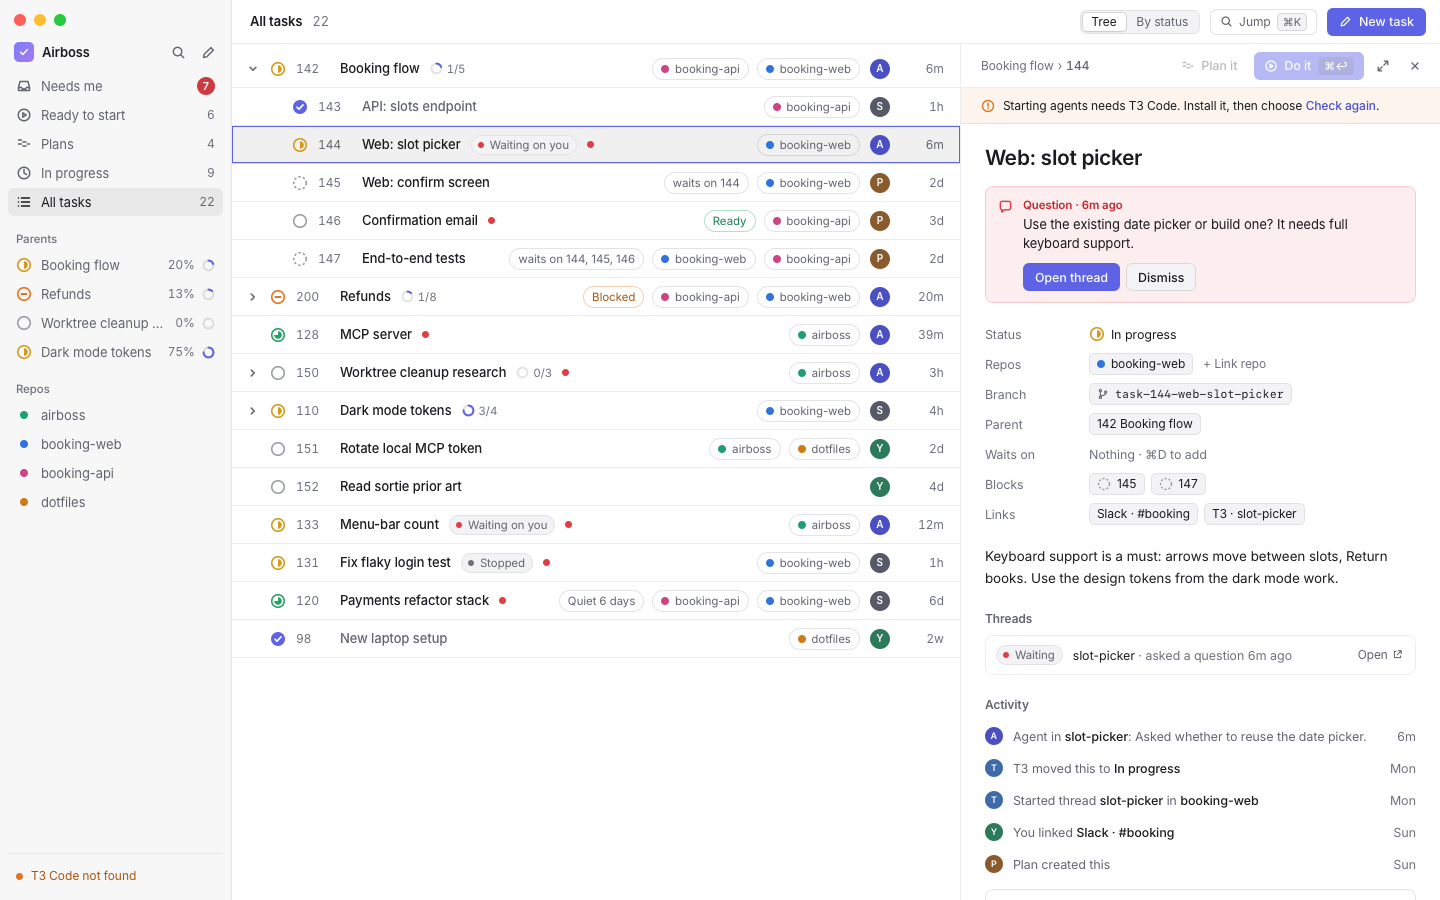 Airboss
Needs me 7
Ready to start 6
Plans 4
In progress 9
All tasks 22
Parents
Booking flow 20%
Refunds 13%
Worktree cleanup ... 0%
Dark mode tokens 75%
Repos
airboss
booking-web
booking-api
dotfiles
T3 Code not found
All tasks 22
Tree By status
Jump ⌘K
New task
142 Booking flow 1/5 booking-api booking-web A 6m
143 API: slots endpoint booking-api S 1h
144 Web: slot picker Waiting on you booking-web A 6m
145 Web: confirm screen waits on 144 booking-web P 2d
146 Confirmation email Ready booking-api P 3d
147 End-to-end tests waits on 144, 145, 146 booking-web booking-api P 2d
200 Refunds 1/8 Blocked booking-api booking-web A 20m
128 MCP server airboss A 39m
150 Worktree cleanup research 0/3 airboss A 3h
110 Dark mode tokens 3/4 booking-web S 4h
151 Rotate local MCP token airboss dotfiles Y 2d
152 Read sortie prior art Y 4d
133 Menu-bar count Waiting on you airboss A 12m
131 Fix flaky login test Stopped booking-web S 1h
120 Payments refactor stack Quiet 6 days booking-api booking-web S 6d
98 New laptop setup dotfiles Y 2w
Booking flow › 144 Plan it Do it ⌘↩
Starting agents needs T3 Code. Install it, then choose Check again.
Web: slot picker
Question · 6m ago
Use the existing date picker or build one? It needs full
keyboard support.
Open thread Dismiss
Status In progress
Repos booking-web + Link repo
Branch task-144-web-slot-picker
Parent 142 Booking flow
Waits on Nothing · ⌘D to add
Blocks 145 147
Links Slack · #booking T3 · slot-picker
Keyboard support is a must: arrows move between slots, Return
books. Use the design tokens from the dark mode work.
Threads
Waiting slot-picker · asked a question 6m ago Open
Activity
A Agent in slot-picker: Asked whether to reuse the date picker. 6m
T T3 moved this to In progress Mon
T Started thread slot-picker in booking-web Mon
Y You linked Slack · #booking Sun
P Plan created this Sun